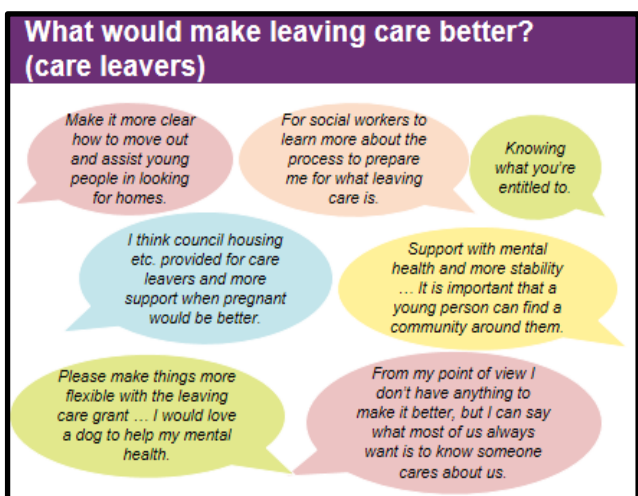 What would make leaving care better?
(care leavers)
Make it more clear
how to move out
and assist young
people in looking
for homes.
For social workers to
learn more about the
process to prepare
me for what leaving
care is.
Knowing
what you're
entitled to.
I think council housing
etc. provided for care
leavers and more
support when pregnant
would be better.
Support with mental
health and more stability
… It is important that a
young person can find a
community around them.
Please make things more
flexible with the leaving
care grant … I would love
a dog to help my mental
health.
From my point of view I
don't have anything to
make it better, but I can say
what most of us always
want is to know someone
cares about us.